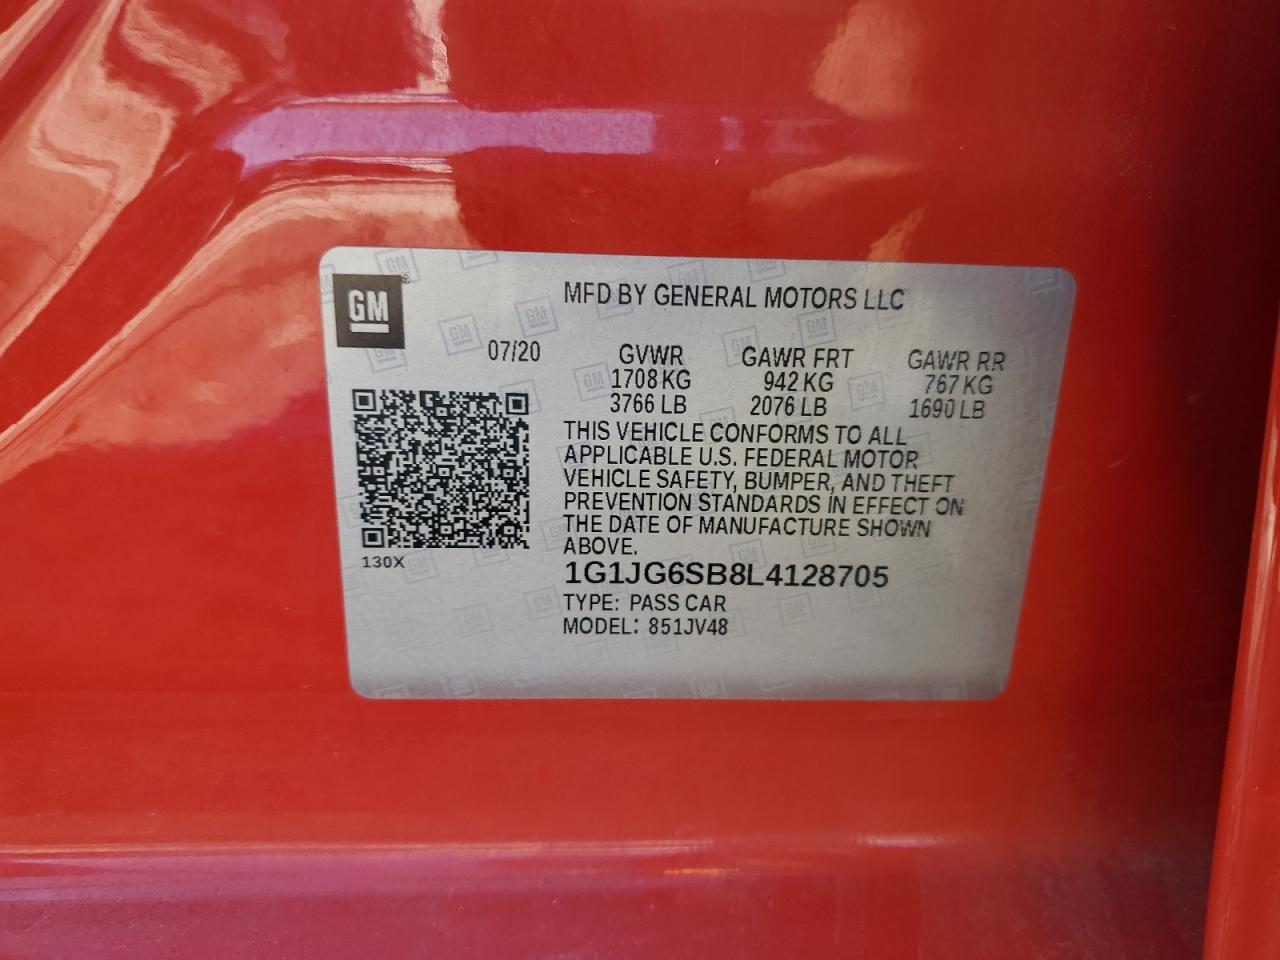 GM
MFD BY GENERAL MOTORS LLC
07/20 GVWR GAWR FRT GAWR RR
1708 KG 942 KG 767 KG
3766 LB 2076 LB 1690 LB
THIS VEHICLE CONFORMS TO ALL
APPLICABLE U.S. FEDERAL MOTOR
VEHICLE SAFETY, BUMPER, AND THEFT
PREVENTION STANDARDS IN EFFECT ON
THE DATE OF MANUFACTURE SHOWN
ABOVE.
130X
1G1JG6SB8L4128705
TYPE: PASS CAR
MODEL: 851JV48